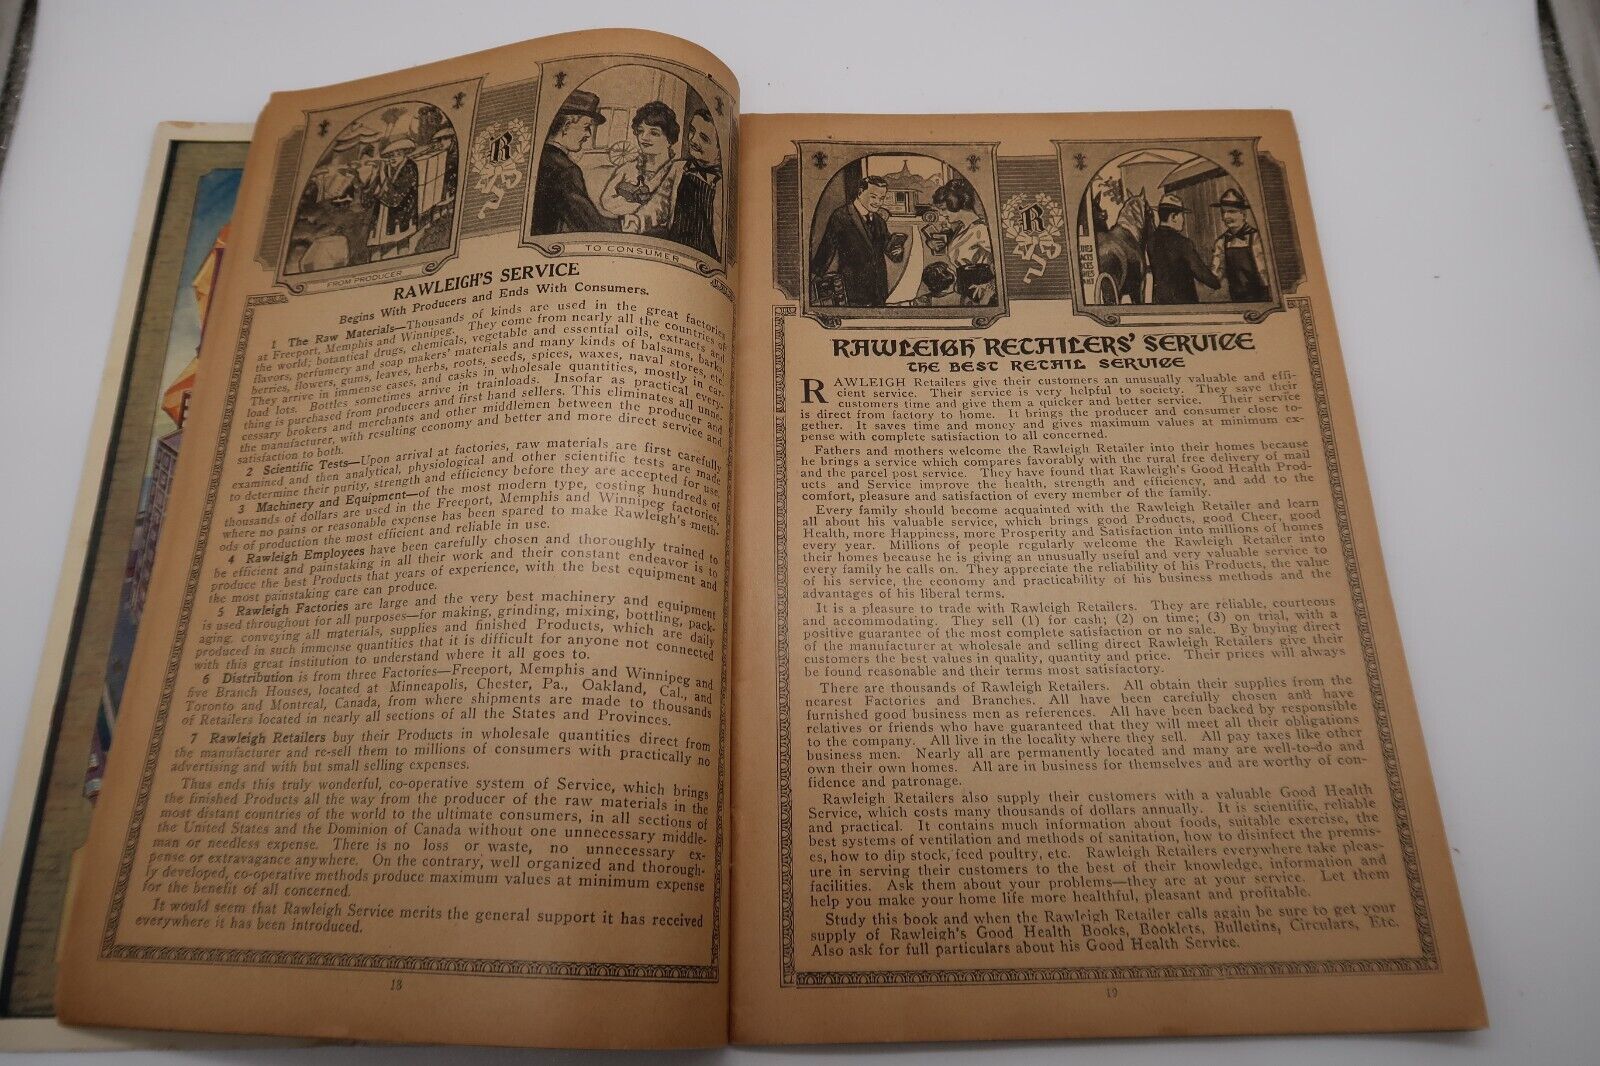 R
FROM PRODUCER
TO CONSUMER
RAWLEIGH'S SERVICE
Begins With Producers and Ends With Consumers.
1 The Raw Materials—Thousands of kinds are used in the great factories
at Freeport, Memphis and Winnipeg. They come from nearly all the countries of
the world; botanical drugs, chemicals, vegetable and essential oils, extracts and
flavors, perfumery and soap makers' materials and many kinds of balsams, barks,
berries, flowers, gums, leaves, herbs, roots, seeds, spices, waxes, naval stores, etc.
They arrive in immense cases, and casks in wholesale quantities, mostly in car-
load lots. Bottles sometimes arrive in trainloads. Insofar as practical every-
thing is purchased from producers and first hand sellers. This eliminates all unne-
cessary brokers and merchants and other middlemen between the producer and
the manufacturer, with resulting economy and better and more direct service and
satisfaction to both.
2 Scientific Tests—Upon arrival at factories, raw materials are first carefully
examined and then analytical, physiological and other scientific tests are made
to determine their purity, strength and efficiency before they are accepted for use.
3 Machinery and Equipment—of the most modern type, costing hundreds of
thousands of dollars are used in the Freeport, Memphis and Winnipeg factories,
where no pains or reasonable expense has been spared to make Rawleigh's meth-
ods of production the most efficient and reliable in use.
4 Rawleigh Employees have been carefully chosen and thoroughly trained to
be efficient and painstaking in all their work and their constant endeavor is to
produce the best Products that years of experience, with the best equipment and
the most painstaking care can produce.
5 Rawleigh Factories are large and the very best machinery and equipment
is used throughout for all purposes—for making, grinding, mixing, bottling, pack-
aging, conveying all materials, supplies and finished Products, which are daily
produced in such immense quantities that it is difficult for anyone not connected
with this great institution to understand where it all goes to.
6 Distribution is from three Factories—Freeport, Memphis and Winnipeg and
five Branch Houses, located at Minneapolis, Chester, Pa., Oakland, Cal., and
Toronto and Montreal, Canada, from where shipments are made to thousands
of Retailers located in nearly all sections of all the States and Provinces.
7 Rawleigh Retailers buy their Products in wholesale quantities direct from
the manufacturer and re-sell them to millions of consumers with practically no
advertising and with but small selling expenses.
Thus ends this truly wonderful, co-operative system of Service, which brings
the finished Products all the way from the producer of the raw materials in the
most distant countries of the world to the ultimate consumers, in all sections of
the United States and the Dominion of Canada without one unnecessary middle-
man or needless expense. There is no loss or waste, no unnecessary ex-
pense or extravagance anywhere. On the contrary, well organized and thorough-
ly developed, co-operative methods produce maximum values at minimum expense
for the benefit of all concerned.
It would seem that Rawleigh Service merits the general support it has received
everywhere it has been introduced.
18
R
RAWLEIGH RETAILERS' SERVICE
THE BEST RETAIL SERVICE
RAWLEIGH Retailers give their customers an unusually valuable and effi-
cient service. Their service is very helpful to society. They save their
customers time and give them a quicker and better service. Their service
is direct from factory to home. It brings the producer and consumer close to-
gether. It saves time and money and gives maximum values at minimum ex-
pense with complete satisfaction to all concerned.
Fathers and mothers welcome the Rawleigh Retailer into their homes because
he brings a service which compares favorably with the rural free delivery of mail
and the parcel post service. They have found that Rawleigh's Good Health Prod-
ucts and Service improve the health, strength and efficiency, and add to the
comfort, pleasure and satisfaction of every member of the family.
Every family should become acquainted with the Rawleigh Retailer and learn
all about his valuable service, which brings good Products, good Cheer, good
Health, more Happiness, more Prosperity and Satisfaction into millions of homes
every year. Millions of people regularly welcome the Rawleigh Retailer into
their homes because he is giving an unusually useful and very valuable service to
every family he calls on. They appreciate the reliability of his Products, the value
of his service, the economy and practicability of his business methods and the
advantages of his liberal terms.
It is a pleasure to trade with Rawleigh Retailers. They are reliable, courteous
and accommodating. They sell (1) for cash; (2) on time; (3) on trial, with a
positive guarantee of the most complete satisfaction or no sale. By buying direct
of the manufacturer at wholesale and selling direct Rawleigh Retailers give their
customers the best values in quality, quantity and price. Their prices will always
be found reasonable and their terms most satisfactory.
There are thousands of Rawleigh Retailers. All obtain their supplies from the
nearest Factories and Branches. All have been carefully chosen and have
furnished good business men as references. All have been backed by responsible
relatives or friends who have guaranteed that they will meet all their obligations
to the company. All live in the locality where they sell. All pay taxes like other
business men. Nearly all are permanently located and many are well-to-do and
own their own homes. All are in business for themselves and are worthy of con-
fidence and patronage.
Rawleigh Retailers also supply their customers with a valuable Good Health
Service, which costs many thousands of dollars annually. It is scientific, reliable
and practical. It contains much information about foods, suitable exercise, the
best systems of ventilation and methods of sanitation, how to disinfect the premis-
es, how to dip stock, feed poultry, etc. Rawleigh Retailers everywhere take pleas-
ure in serving their customers to the best of their knowledge, information and
facilities. Ask them about your problems—they are at your service. Let them
help you make your home life more healthful, pleasant and profitable.
Study this book and when the Rawleigh Retailer calls again be sure to get your
supply of Rawleigh's Good Health Books, Booklets, Bulletins, Circulars, Etc.
Also ask for full particulars about his Good Health Service.
19